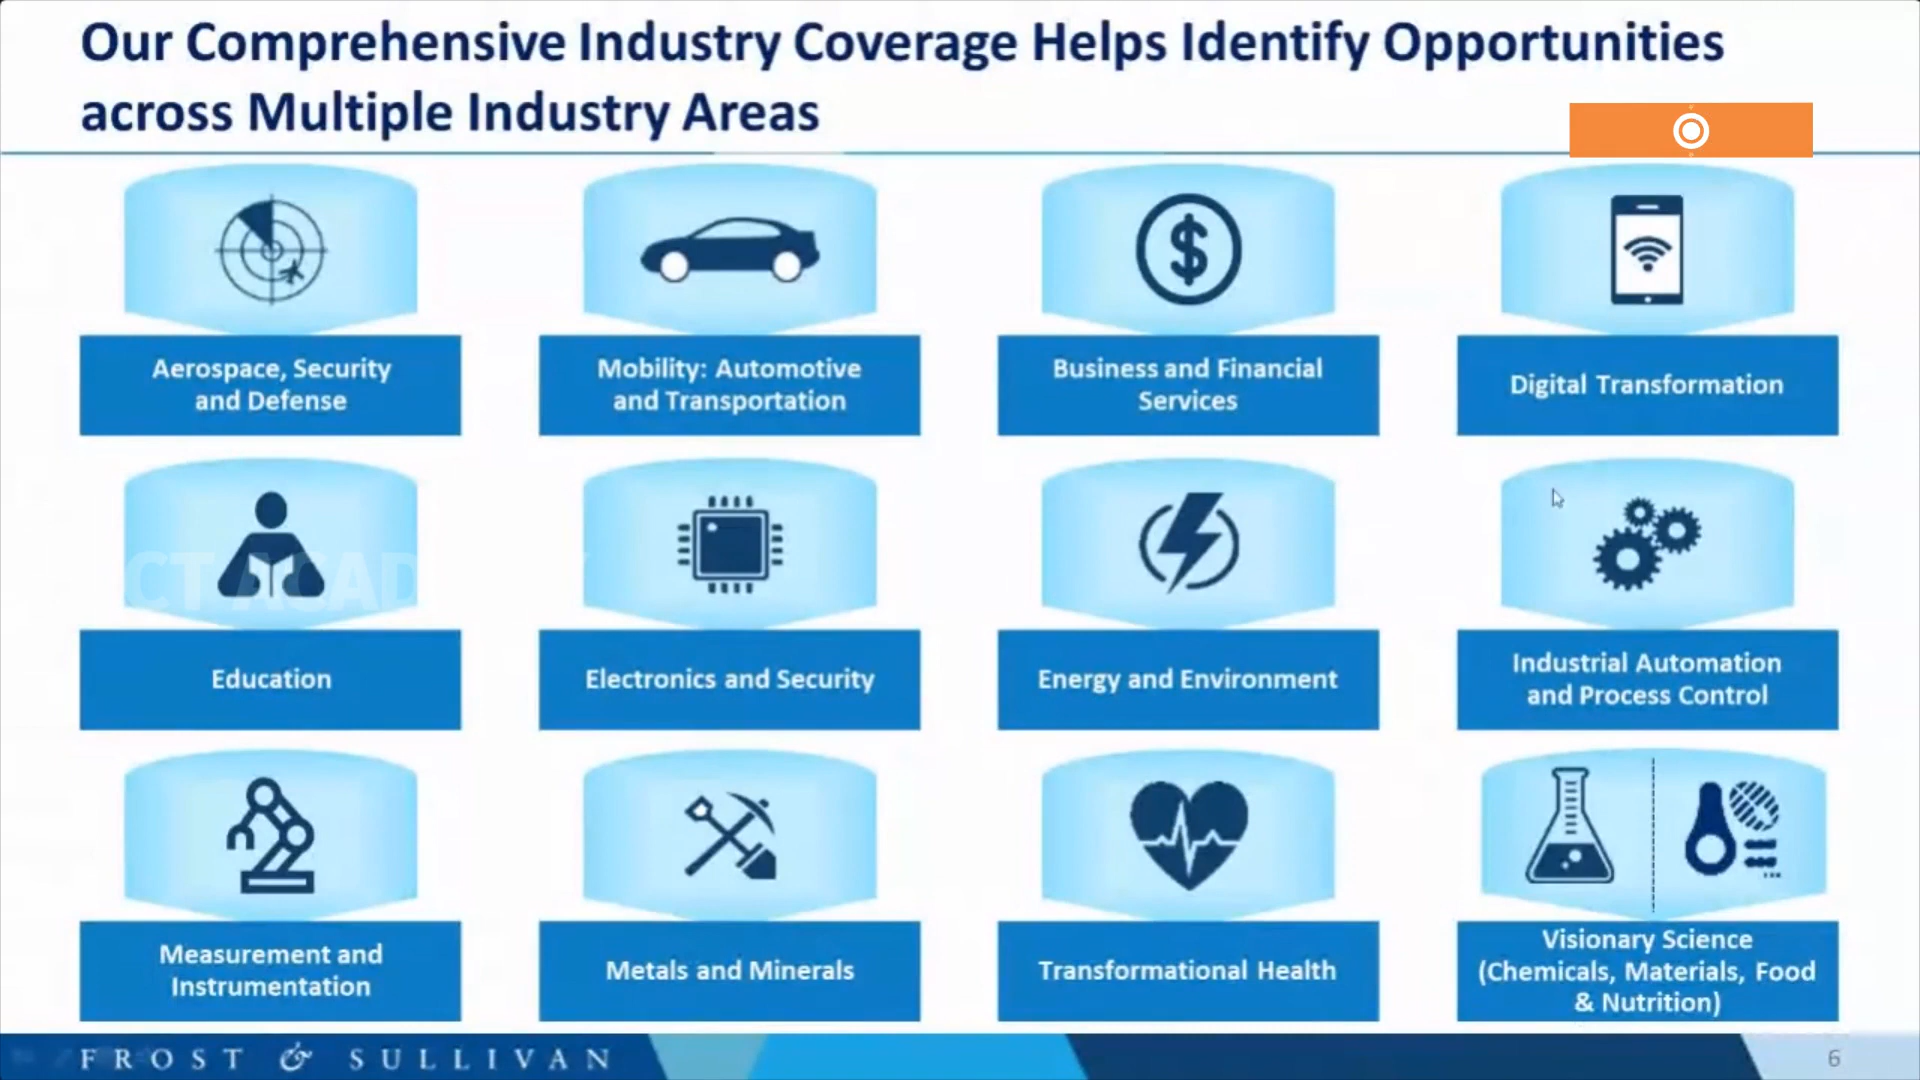 Our Comprehensive Industry Coverage Helps Identify Opportunities
across Multiple Industry Areas
Aerospace, Security
and Defense
Mobility: Automotive
and Transportation
Business and Financial
Services
Digital Transformation
CT ACAD
Education
Electronics and Security
Energy and Environment
Industrial Automation
and Process Control
Measurement and
Instrumentation
Metals and Minerals
Transformational Health
Visionary Science
(Chemicals, Materials, Food
& Nutrition)
FROST & SULLIVAN
6